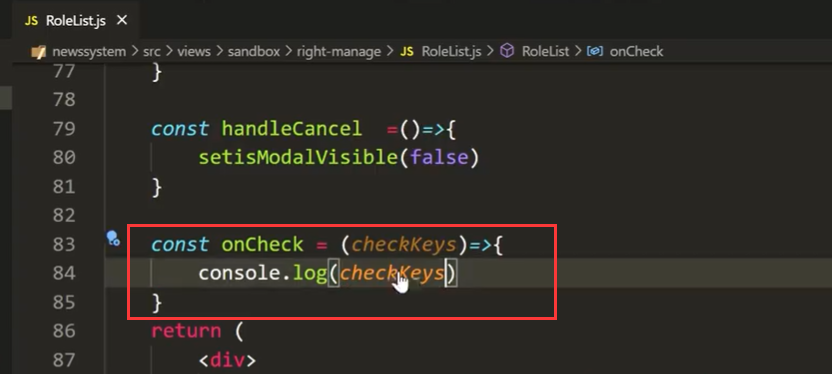 JS RoleList.js ×
newssystem > src > views > sandbox > right-manage > JS RoleList.js > RoleList > onCheck
77 }
78
79 const handleCancel =()=>{
80 setisModalVisible(false)
81 }
82
83 const onCheck = (checkKeys)=>{
84 console.log(checkKeys)
85 }
86 return (
87 <div>